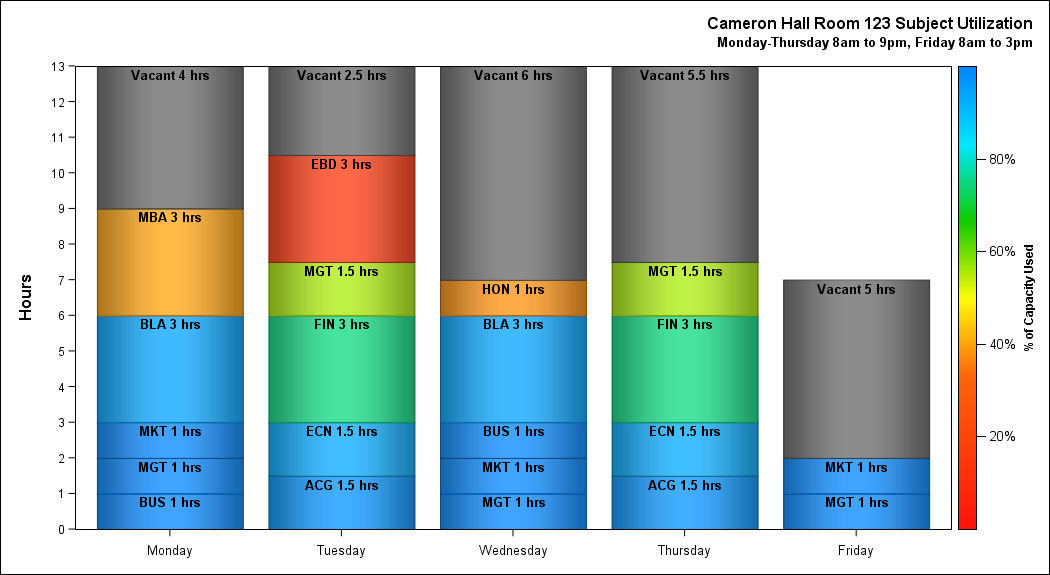 Cameron Hall Room 123 Subject Utilization
Monday-Thursday 8am to 9pm, Friday 8am to 3pm
Hours
13
12
11
10
9
8
7
6
5
4
3
2
1
0
Vacant 4 hrs
MBA 3 hrs
BLA 3 hrs
MKT 1 hrs
MGT 1 hrs
BUS 1 hrs
Vacant 2.5 hrs
EBD 3 hrs
MGT 1.5 hrs
FIN 3 hrs
ECN 1.5 hrs
ACG 1.5 hrs
Vacant 6 hrs
HON 1 hrs
BLA 3 hrs
BUS 1 hrs
MKT 1 hrs
MGT 1 hrs
Vacant 5.5 hrs
MGT 1.5 hrs
FIN 3 hrs
ECN 1.5 hrs
ACG 1.5 hrs
Vacant 5 hrs
MKT 1 hrs
MGT 1 hrs
Monday
Tuesday
Wednesday
Thursday
Friday
80%
60%
40%
20%
% of Capacity Used